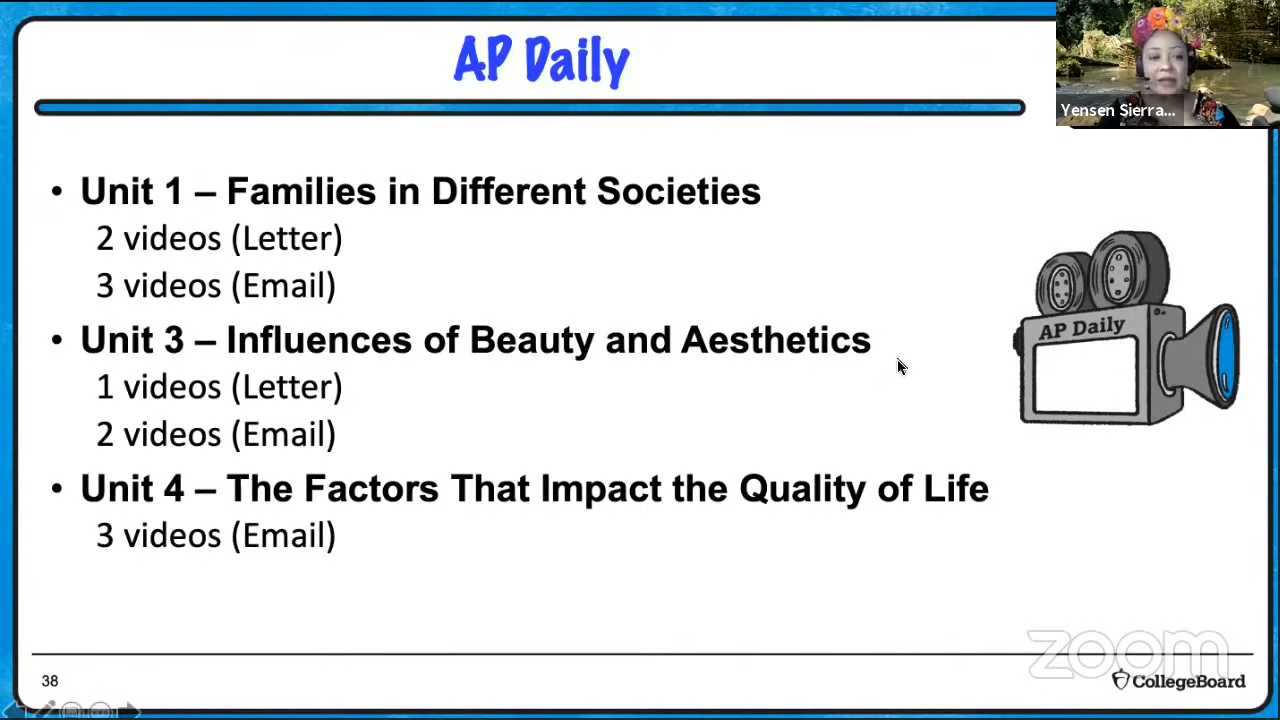 AP Daily
Yensen Sierra...
• Unit 1 – Families in Different Societies
2 videos (Letter)
3 videos (Email)
• Unit 3 – Influences of Beauty and Aesthetics
1 videos (Letter)
2 videos (Email)
• Unit 4 – The Factors That Impact the Quality of Life
3 videos (Email)
AP Daily
zoom
38
CollegeBoard